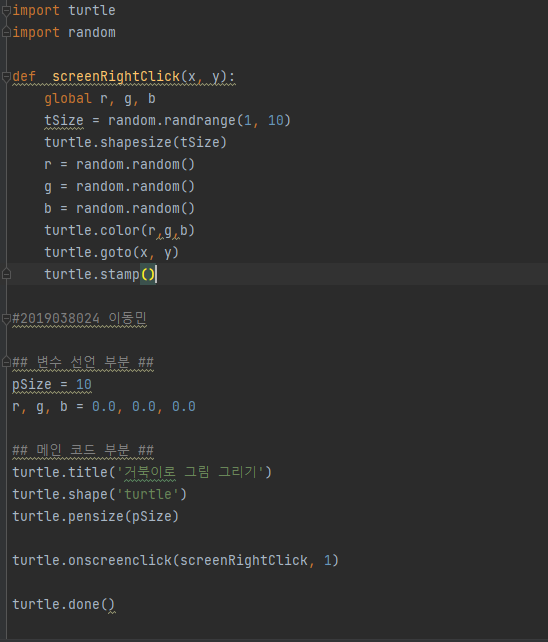 import turtle
import random
def  screenRightClick(x, y):
    global r, g, b
    tSize = random.randrange(1, 10)
    turtle.shapesize(tSize)
    r = random.random()
    g = random.random()
    b = random.random()
    turtle.color(r,g,b)
    turtle.goto(x, y)
    turtle.stamp()
#2019038024 이동민
## 변수 선언 부분 ##
pSize = 10
r, g, b = 0.0, 0.0, 0.0
## 메인 코드 부분 ##
turtle.title('거북이로 그림 그리기')
turtle.shape('turtle')
turtle.pensize(pSize)
turtle.onscreenclick(screenRightClick, 1)
turtle.done()